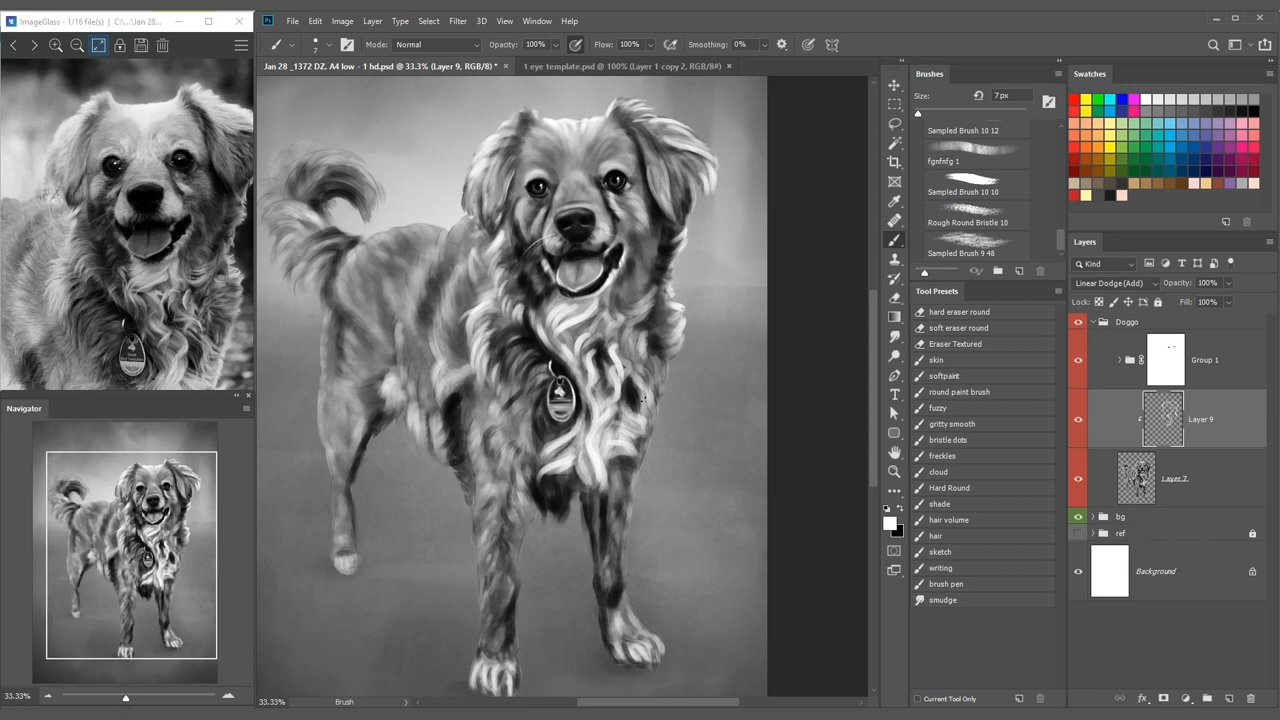 ImageGlass - 1/16 file(s) | C:\...\Jan 28...
File Edit Image Layer Type Select Filter 3D View Window Help
7
Mode: Normal Opacity: 100% Flow: 100% Smoothing: 0%
Jan 28 _1372 DZ. A4 low - 1 hd.psd @ 33.3% (Layer 9, RGB/8) *
1 eye template.psd @ 100% (Layer 1 copy 2, RGB/8#)
Navigator
33.33%
33.33% Brush
Brushes
Size: 7 px
Sampled Brush 10 12
fgnfnfg 1
Sampled Brush 10 10
Rough Round Bristle 10
Sampled Brush 9 48
Tool Presets
hard eraser round
soft eraser round
Eraser Textured
skin
softpaint
round paint brush
fuzzy
gritty smooth
bristle dots
freckles
cloud
Hard Round
shade
hair volume
hair
sketch
writing
brush pen
smudge
Current Tool Only
Swatches
Layers
Kind
Linear Dodge (Add) Opacity: 100%
Lock: Fill: 100%
Doggo
Group 1
Layer 9
Layer 7
bg
ref
Background